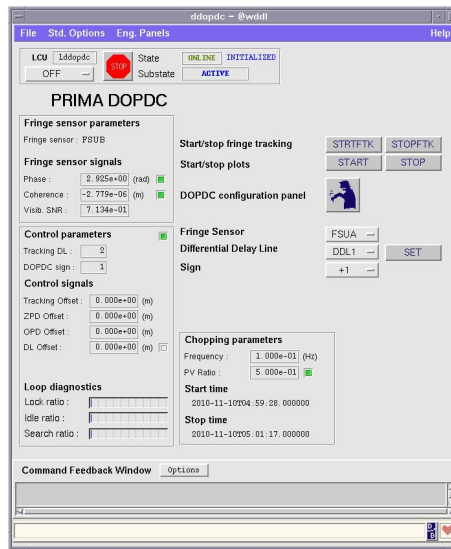 ddopdc - @wddl
File Std. Options Eng. Panels Help
LCU lddopdc STOP State ONLINE INITIALIZED
OFF Substate ACTIVE
PRIMA DOPDC
Fringe sensor parameters
Fringe sensor : FSUB
Fringe sensor signals
Phase : 2.925e+00 (rad)
Coherence : -2.779e-06 (m)
Visib. SNR : 7.134e-01
Start/stop fringe tracking STRTFTK STOPFTK
Start/stop plots START STOP
DOPDC configuration panel
Control parameters
Tracking DL : 2
DOPDC sign : 1
Control signals
Tracking Offset : 0.000e+00 (m)
ZPD Offset : 0.000e+00 (m)
OPD Offset : 0.000e+00 (m)
DL Offset : 0.000e+00 (m)
Loop diagnostics
Lock ratio :
Idle ratio :
Search ratio :
Fringe Sensor FSUA
Differential Delay Line DDL1 SET
Sign +1
Chopping parameters
Frequency : 1.000e-01 (Hz)
PV Ratio : 5.000e-01
Start time
2010-11-10T04:59:28.000000
Stop time
2010-11-10T05:01:17.000000
Command Feedback Window Options